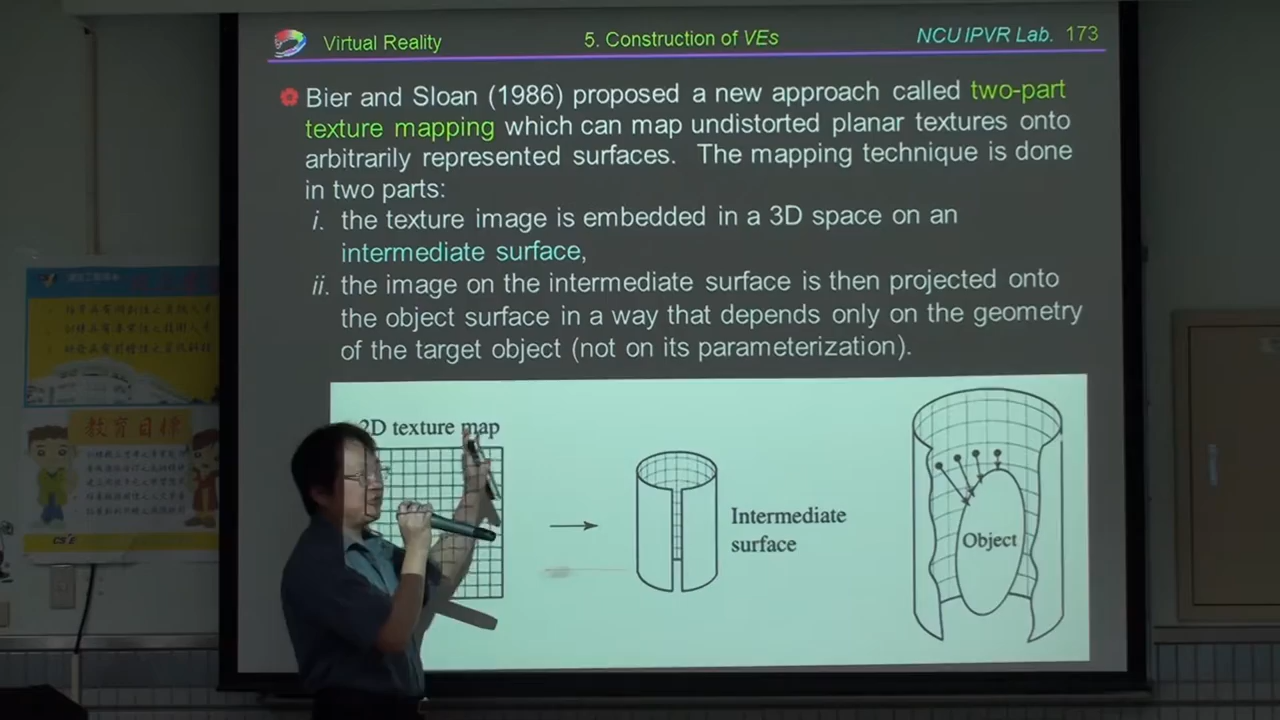 Virtual Reality
5. Construction of VEs
NCU IPVR Lab. 173
Bier and Sloan (1986) proposed a new approach called two-part
texture mapping which can map undistorted planar textures onto
arbitrarily represented surfaces. The mapping technique is done
in two parts:
i. the texture image is embedded in a 3D space on an
intermediate surface,
ii. the image on the intermediate surface is then projected onto
the object surface in a way that depends only on the geometry
of the target object (not on its parameterization).
2D texture map
Intermediate
surface
Object
教育目標
CSIE